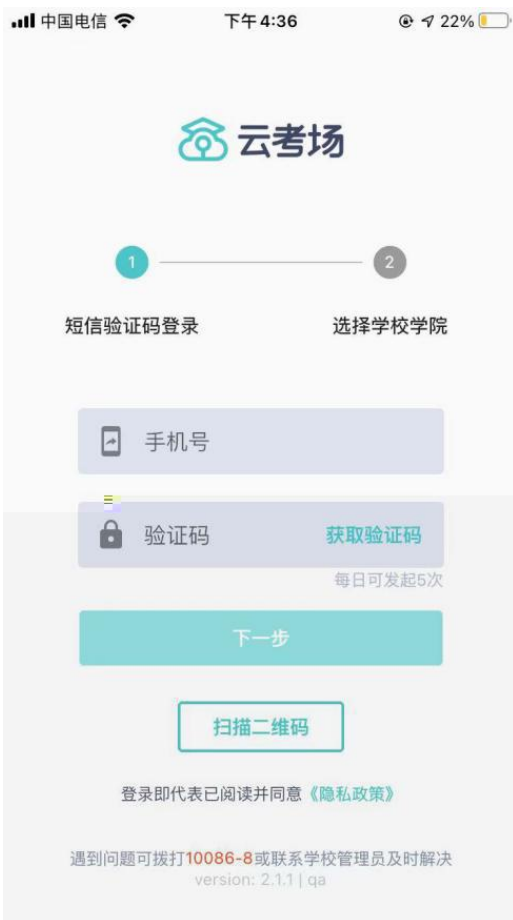 中国电信 下午4:36 22%
云考场
1 2
短信验证码登录 选择学校学院
手机号
验证码 获取验证码
每日可发起5次
下一步
扫描二维码
登录即代表已阅读并同意《隐私政策》
遇到问题可拨打10086-8或联系学校管理员及时解决
version: 2.1.1 | qa